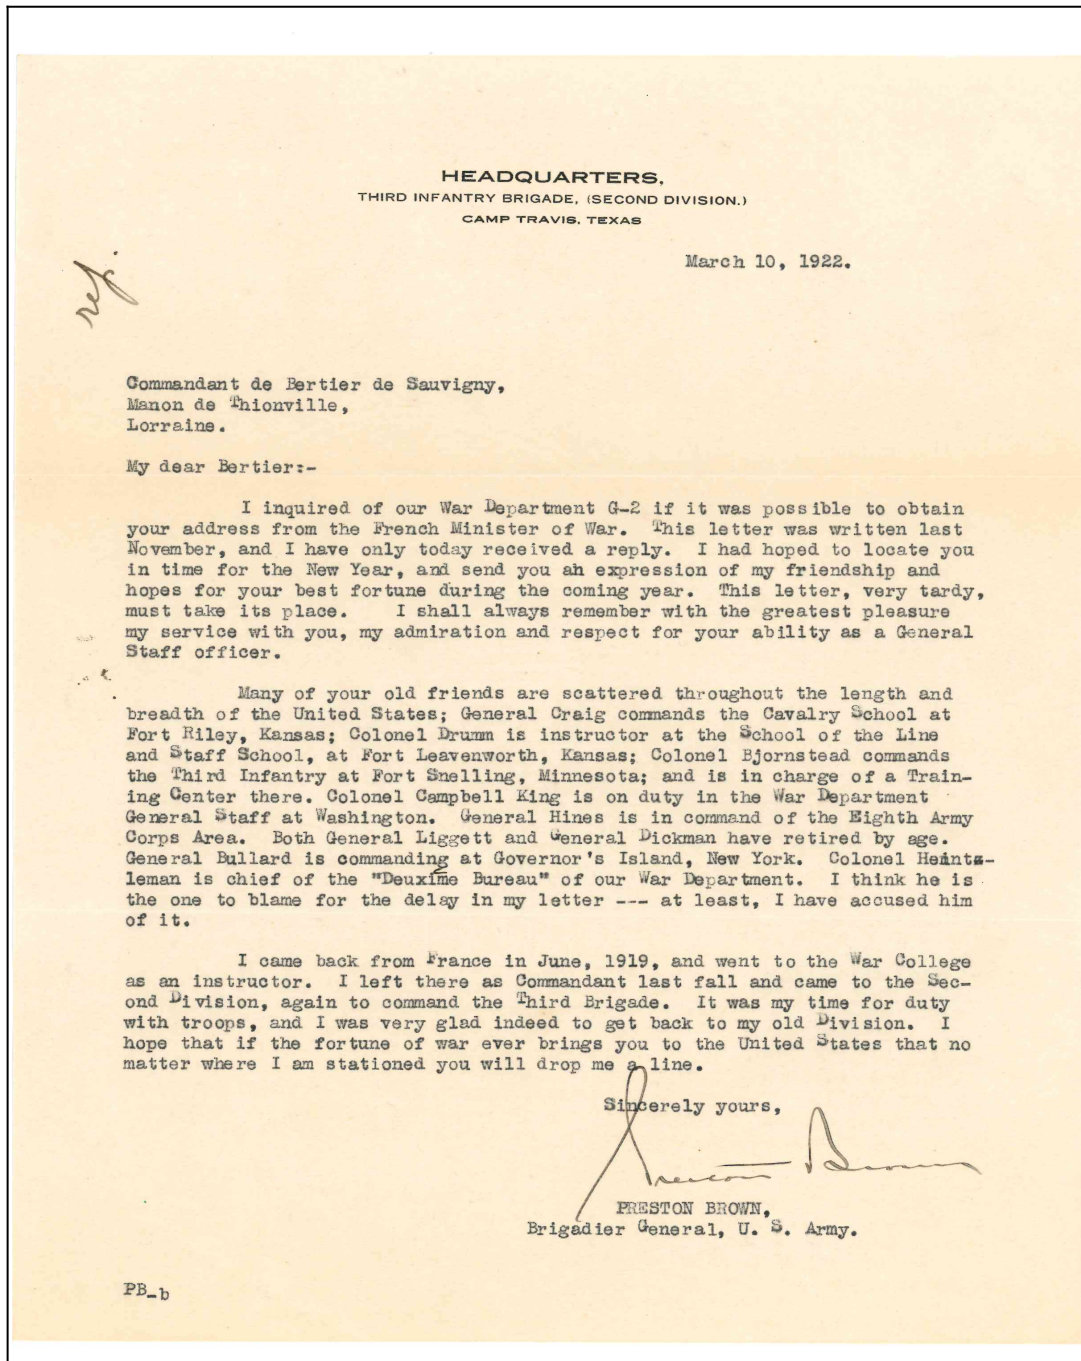 HEADQUARTERS,
THIRD INFANTRY BRIGADE, (SECOND DIVISION.)
CAMP TRAVIS, TEXAS
March 10, 1922.
ref.
Commandant de Bertier de Sauvigny,
Manon de Thionville,
Lorraine.
My dear Bertier:-
I inquired of our War Department G-2 if it was possible to obtain
your address from the French Minister of War. This letter was written last
November, and I have only today received a reply. I had hoped to locate you
in time for the New Year, and send you ah expression of my friendship and
hopes for your best fortune during the coming year. This letter, very tardy,
must take its place. I shall always remember with the greatest pleasure
my service with you, my admiration and respect for your ability as a General
Staff officer.
Many of your old friends are scattered throughout the length and
breadth of the United States; General Craig commands the Cavalry School at
Fort Riley, Kansas; Colonel Drumm is instructor at the School of the Line
and Staff School, at Fort Leavenworth, Kansas; Colonel Bjornstead commands
the Third Infantry at Fort Snelling, Minnesota; and is in charge of a Train-
ing Center there. Colonel Campbell King is on duty in the War Department
General Staff at Washington. General Hines is in command of the Eighth Army
Corps Area. Both General Liggett and General Dickman have retired by age.
General Bullard is commanding at Governor's Island, New York. Colonel Heints-
leman is chief of the "Deuxime Bureau" of our War Department. I think he is
the one to blame for the delay in my letter --- at least, I have accused him
of it.
I came back from France in June, 1919, and went to the War College
as an instructor. I left there as Commandant last fall and came to the Sec-
ond Division, again to command the Third Brigade. It was my time for duty
with troops, and I was very glad indeed to get back to my old Division. I
hope that if the fortune of war ever brings you to the United States that no
matter where I am stationed you will drop me a line.
Sincerely yours,
Preston Brown
PRESTON BROWN,
Brigadier General, U. S. Army.
PB-b